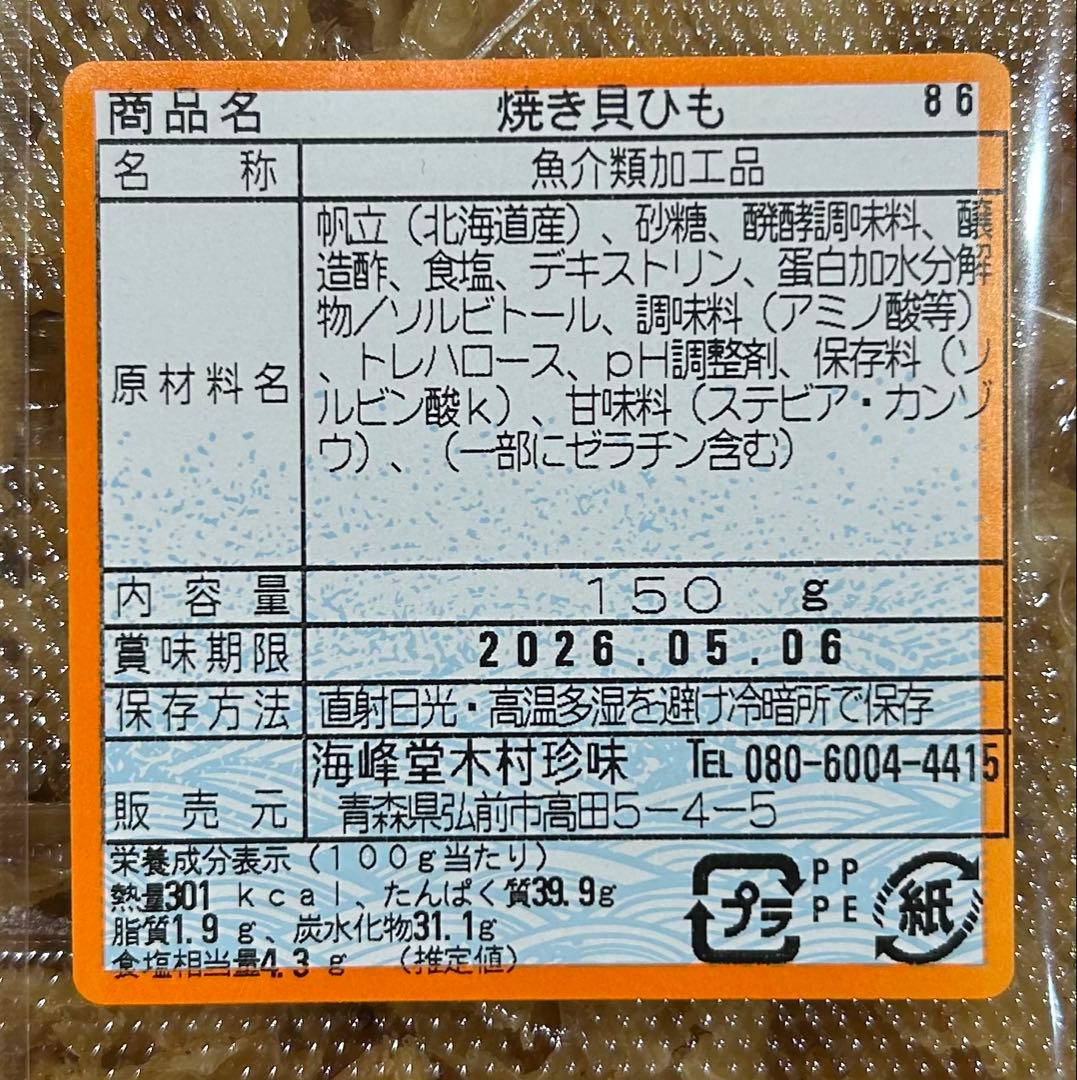 商品名 焼き貝ひも 86
名称 魚介類加工品
原材料名 帆立（北海道産）、砂糖、醗酵調味料、醸
造酢、食塩、デキストリン、蛋白加水分解
物／ソルビトール、調味料（アミノ酸等）
、トレハロース、pH調整剤、保存料（ソ
ルビン酸k）、甘味料（ステビア・カンゾ
ウ）、（一部にゼラチン含む）
内容量 150 g
賞味期限 2026.05.06
保存方法 直射日光・高温多湿を避け冷暗所で保存
販売元 海峰堂木村珍味 TEL 080-6004-4415
青森県弘前市高田5-4-5
栄養成分表示（100g当たり）
熱量301 kcal、たんぱく質39.9g
脂質1.9 g、炭水化物31.1g
食塩相当量4.3 g （推定値）
プラ PP PE 紙